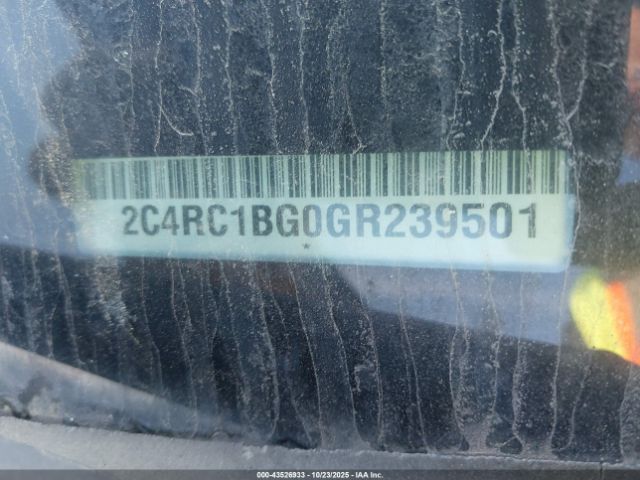 2C4RC1BG0GR239501
*
000-43526933 | 10/23/2025 | IAA Inc.